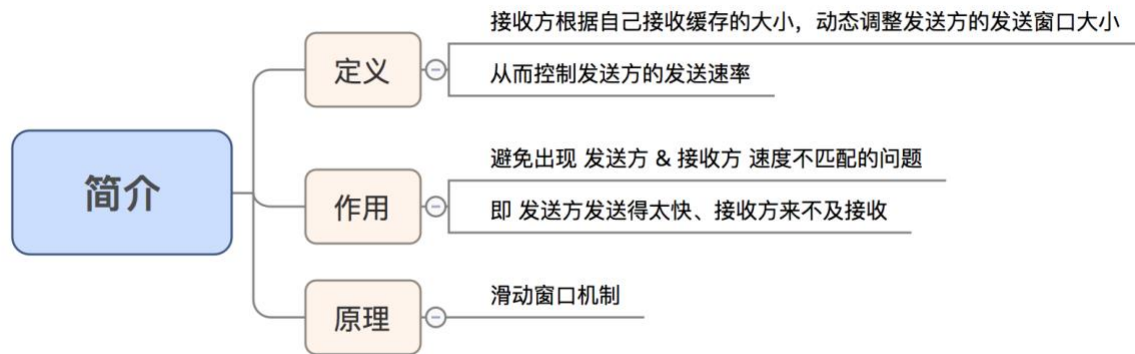 简介
定义
接收方根据自己接收缓存的大小，动态调整发送方的发送窗口大小
从而控制发送方的发送速率
作用
避免出现 发送方 & 接收方 速度不匹配的问题
即 发送方发送得太快、接收方来不及接收
原理
滑动窗口机制